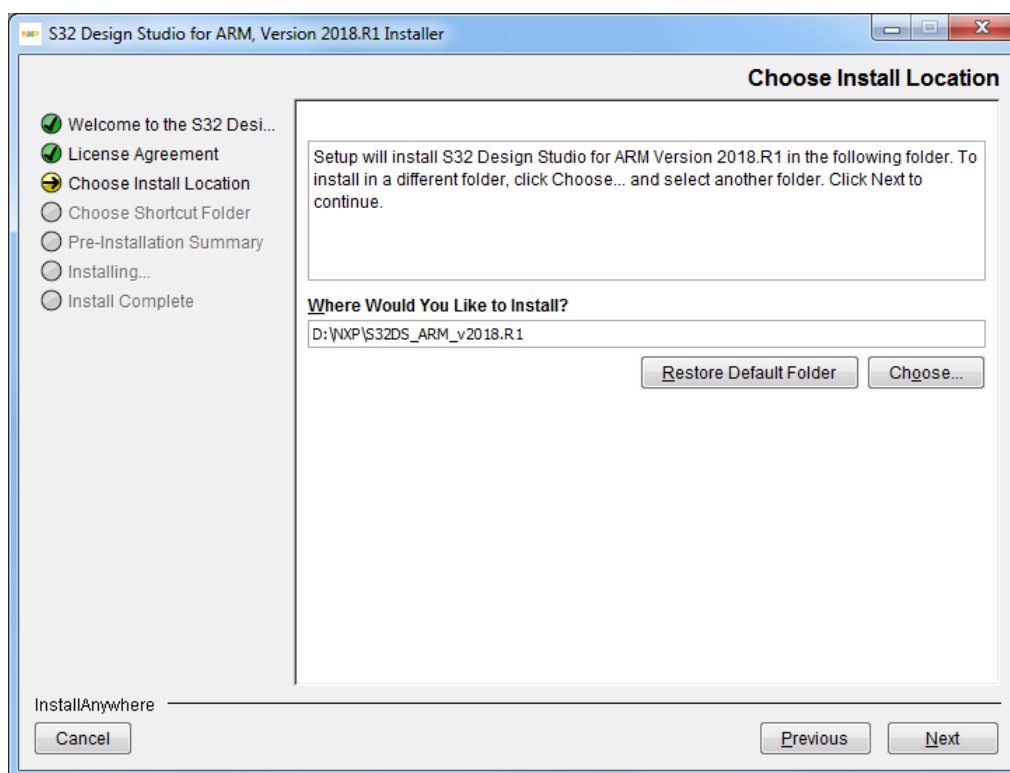 NXP S32 Design Studio for ARM, Version 2018.R1 Installer
Choose Install Location
Welcome to the S32 Desi...
License Agreement
Choose Install Location
Choose Shortcut Folder
Pre-Installation Summary
Installing...
Install Complete
Setup will install S32 Design Studio for ARM Version 2018.R1 in the following folder. To
install in a different folder, click Choose... and select another folder. Click Next to
continue.
Where Would You Like to Install?
D:\NXP\S32DS_ARM_v2018.R1
Restore Default Folder Choose...
InstallAnywhere
Cancel Previous Next